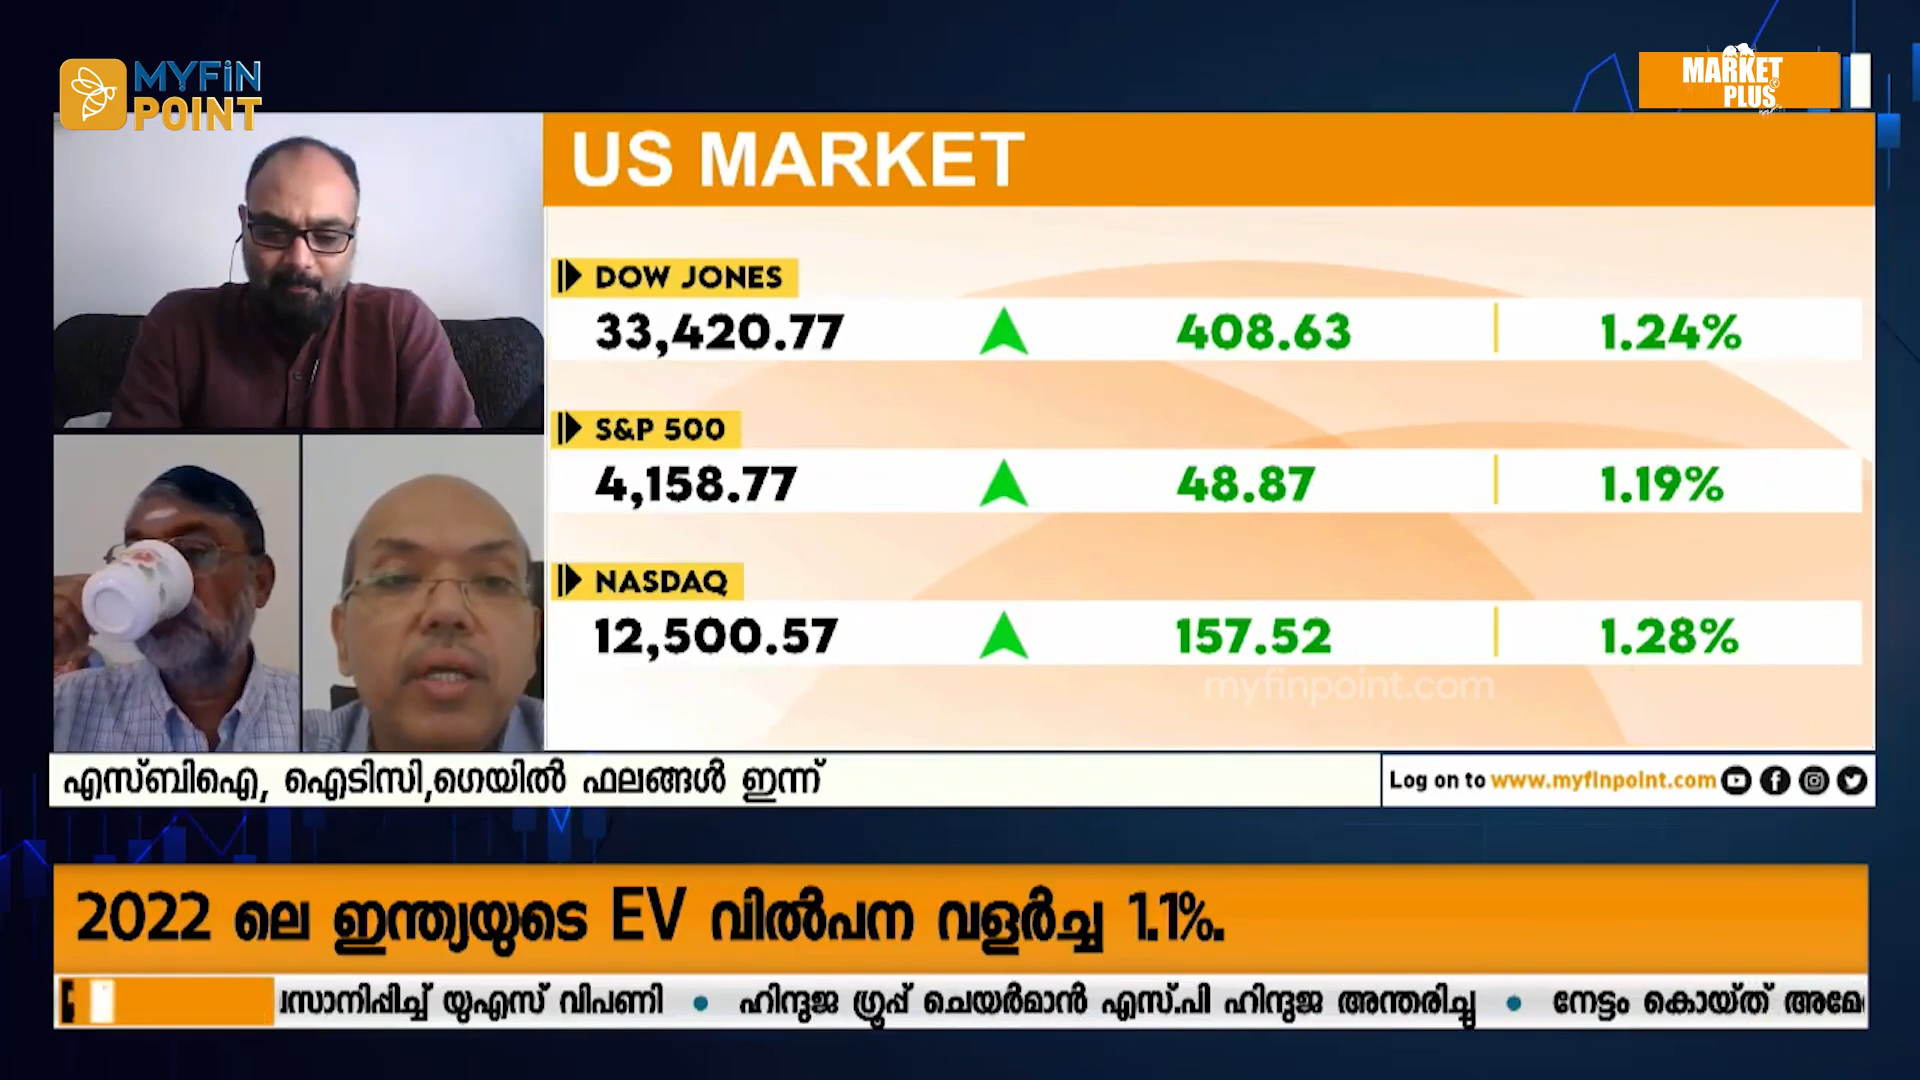 MYFiN
POINT
MARKET
PLUS
US MARKET
DOW JONES
33,420.77 408.63 1.24%
S&P 500
4,158.77 48.87 1.19%
NASDAQ
12,500.57 157.52 1.28%
myfinpoint.com
എസ്ബിഐ, ഐടിസി,ഗെയിൽ ഫലങ്ങൾ ഇന്ന്
Log on to www.myfinpoint.com
2022 ലെ ഇന്ത്യയുടെ EV വിൽപന വളർച്ച 1.1%.
സാനിപ്പിച്ച് യുഎസ് വിപണി • ഹിന്ദുജ ഗ്രൂപ്പ് ചെയർമാൻ എസ്.പി ഹിന്ദുജ അന്തരിച്ചു • നേട്ടം കൊയ്ത് അമേ